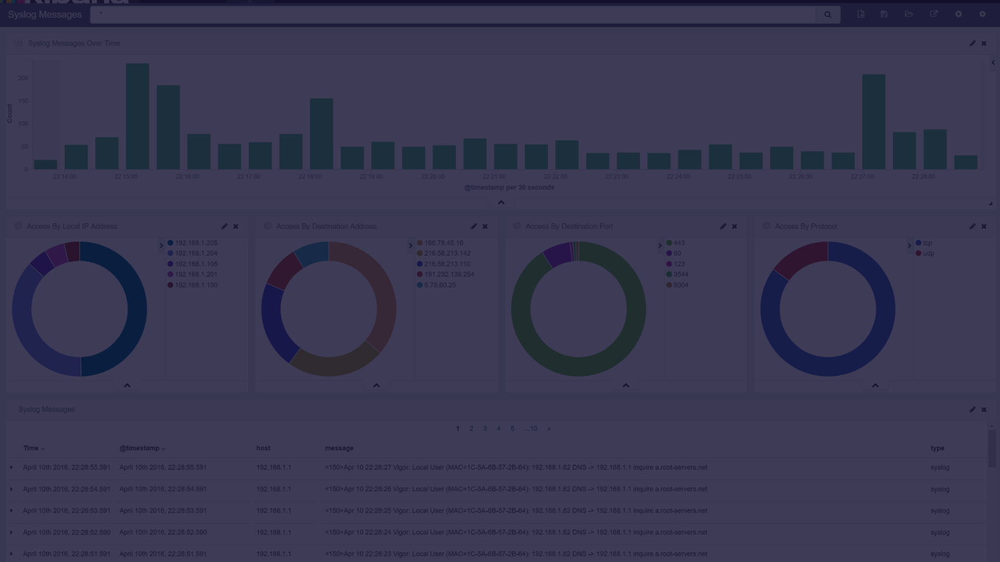 Kibana
Syslog Messages *
Syslog Messages Over Time
Count
200
150
100
50
0
22:14:00 22:15:00 22:16:00 22:17:00 22:18:00 22:19:00 22:20:00 22:21:00 22:22:00 22:23:00 22:24:00 22:25:00 22:26:00 22:27:00 22:28:00
@timestamp per 30 seconds
Access By Local IP Address
192.168.1.205
192.168.1.204
192.168.1.106
192.168.1.201
192.168.1.100
Access By Destination Address
166.78.45.16
216.58.213.142
216.58.213.110
191.232.139.254
5.79.60.25
Access By Destination Port
443
80
123
3544
5004
Access By Protocol
tcp
udp
Syslog Messages
1 2 3 4 5 ...10 »
Time @timestamp host message type
April 10th 2016, 22:28:55.591 April 10th 2016, 22:28:55.591 192.168.1.1 <150>Apr 10 22:28:27 Vigor: Local User (MAC=1C-5A-6B-57-2B-64): 192.168.1.62 DNS -> 192.168.1.1 inquire a.root-servers.net syslog
April 10th 2016, 22:28:54.591 April 10th 2016, 22:28:54.591 192.168.1.1 <150>Apr 10 22:28:26 Vigor: Local User (MAC=1C-5A-6B-57-2B-64): 192.168.1.62 DNS -> 192.168.1.1 inquire a.root-servers.net syslog
April 10th 2016, 22:28:53.591 April 10th 2016, 22:28:53.591 192.168.1.1 <150>Apr 10 22:28:25 Vigor: Local User (MAC=1C-5A-6B-57-2B-64): 192.168.1.62 DNS -> 192.168.1.1 inquire a.root-servers.net syslog
April 10th 2016, 22:28:52.590 April 10th 2016, 22:28:52.590 192.168.1.1 <150>Apr 10 22:28:24 Vigor: Local User (MAC=1C-5A-6B-57-2B-64): 192.168.1.62 DNS -> 192.168.1.1 inquire a.root-servers.net syslog
April 10th 2016, 22:28:51.591 April 10th 2016, 22:28:51.591 192.168.1.1 <150>Apr 10 22:28:23 Vigor: Local User (MAC=1C-5A-6B-57-2B-64): 192.168.1.62 DNS -> 192.168.1.1 inquire a.root-servers.net syslog